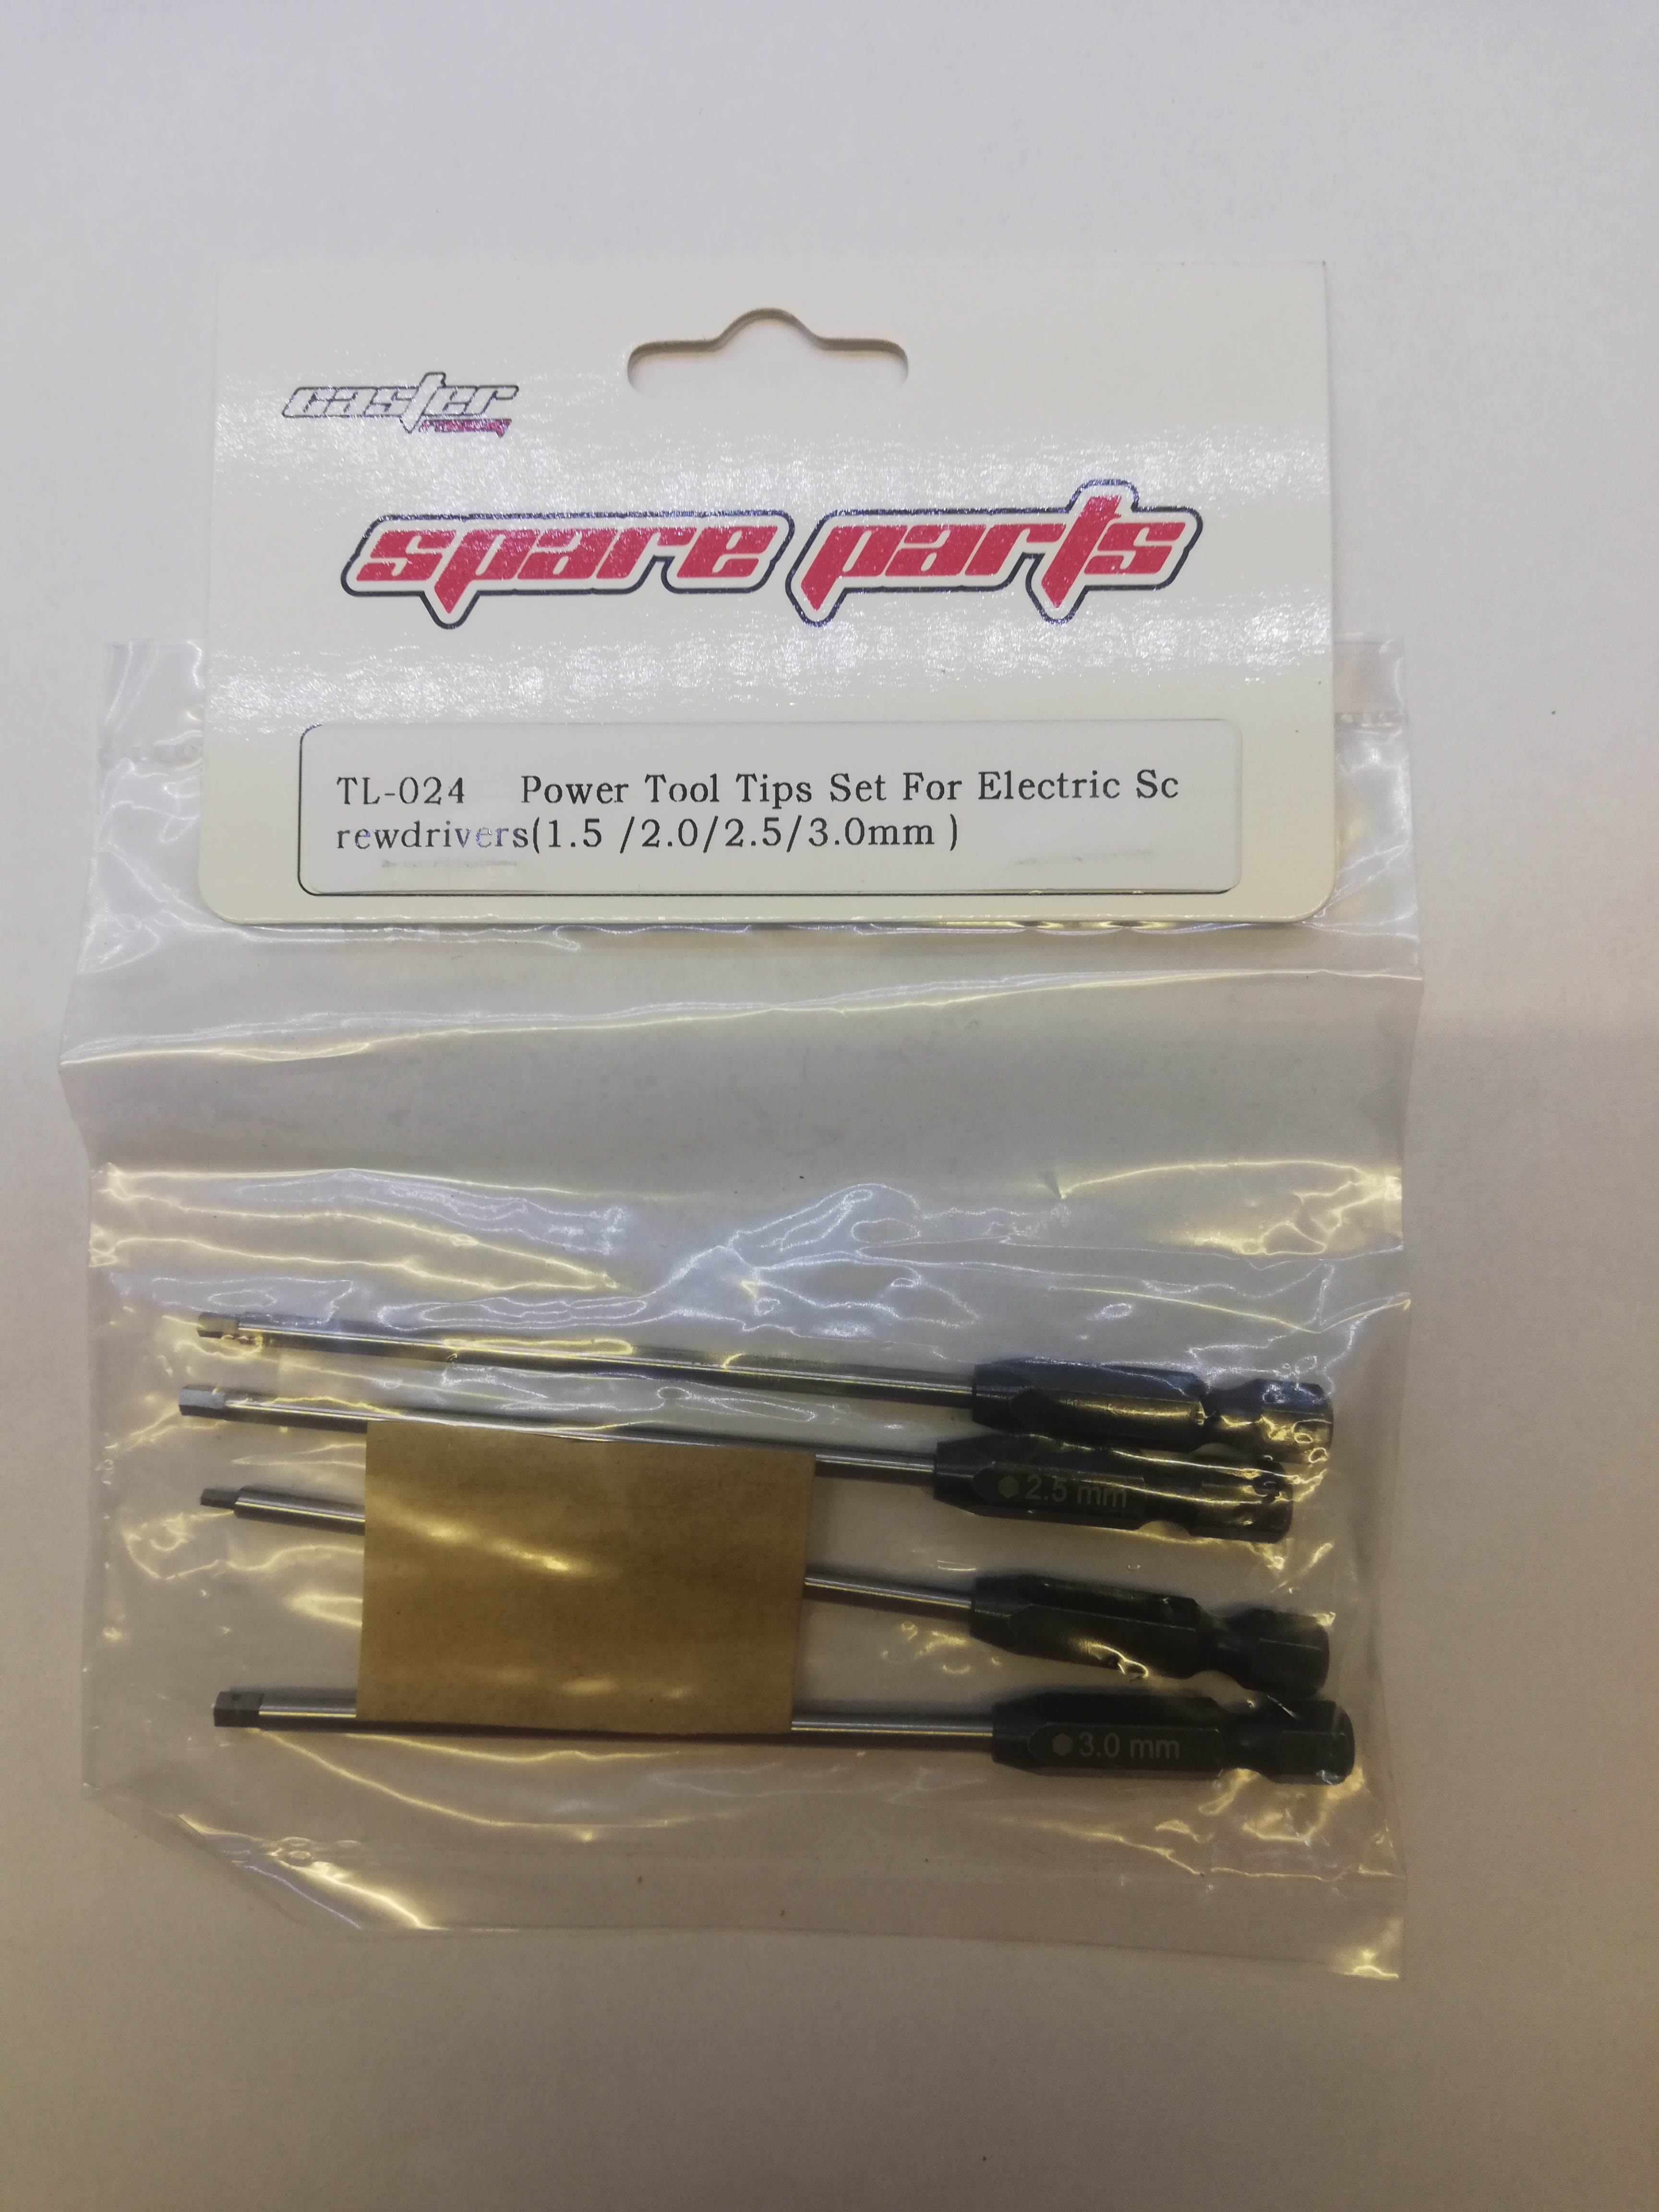 caster
racing
spare parts
TL-024 Power Tool Tips Set For Electric Sc
rewdrivers(1.5 /2.0/2.5/3.0mm )
2.5 mm
3.0 mm